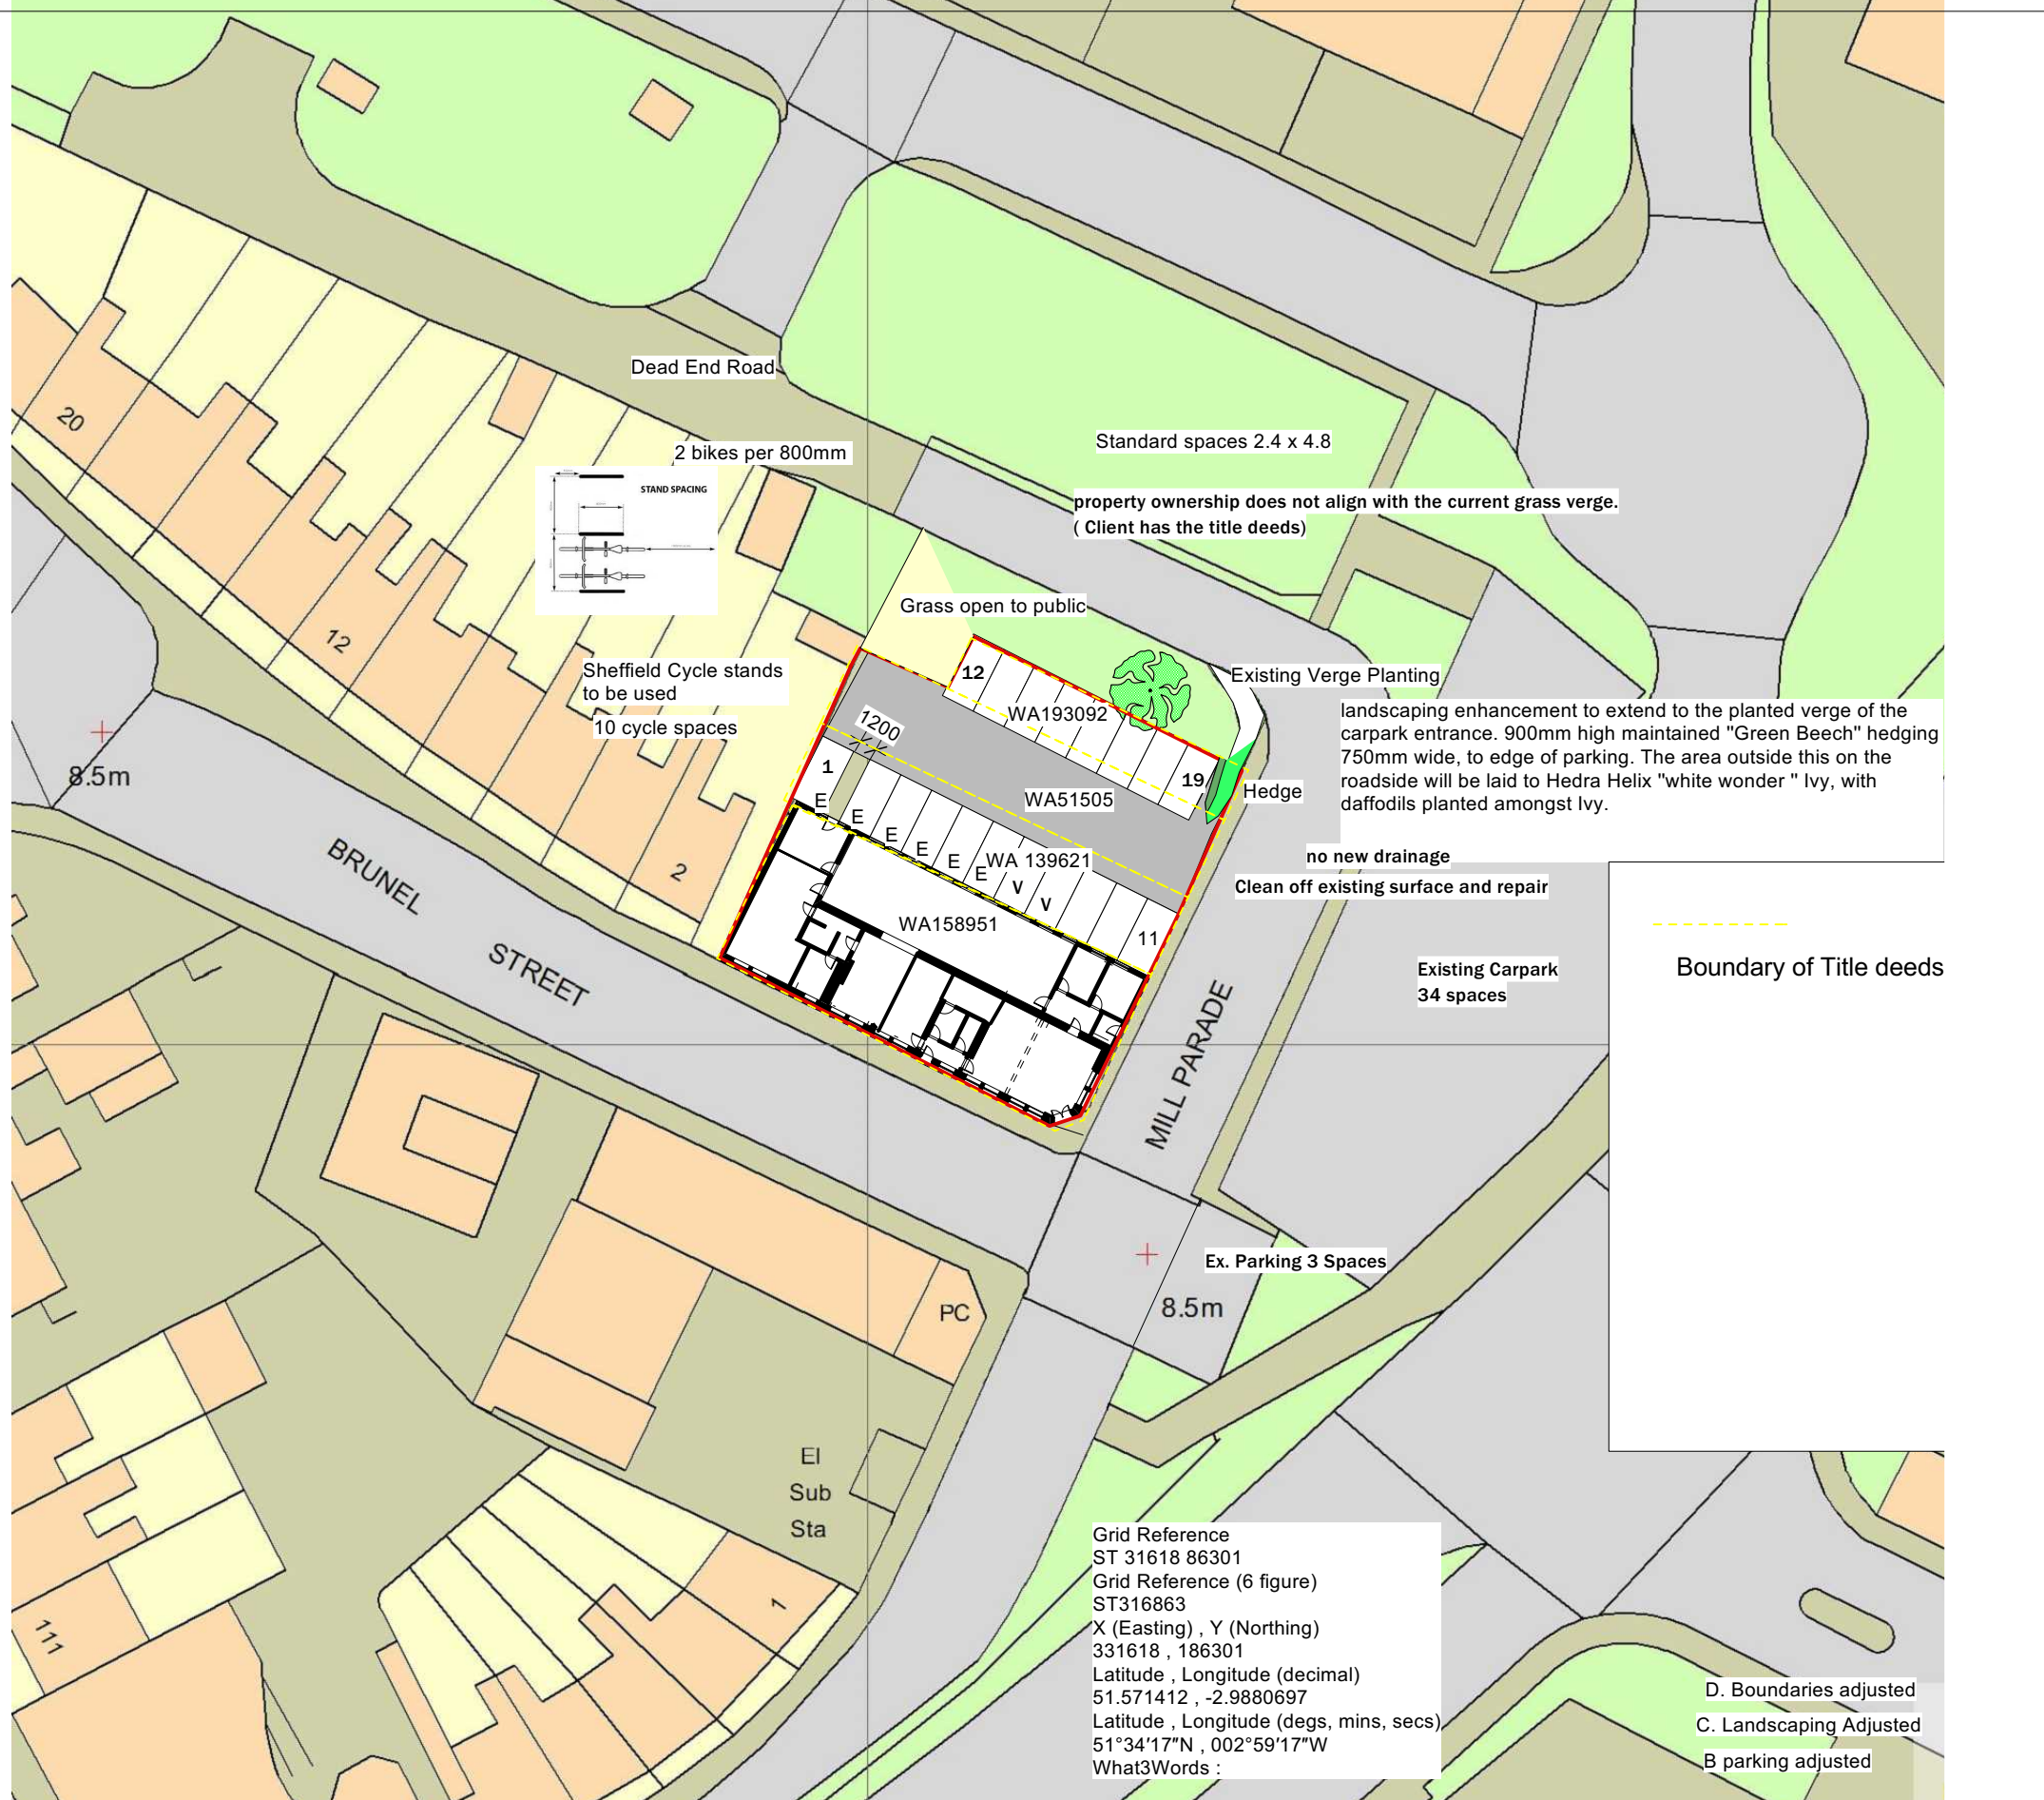 Dead End Road
2 bikes per 800mm
STAND SPACING
Standard spaces 2.4 x 4.8
property ownership does not align with the current grass verge.
( Client has the title deeds)
Grass open to public
20
12
2
Sheffield Cycle stands
to be used
10 cycle spaces
8.5m
12
WA193092
19
1200
1
WA51505
E
E
E
E
E
E
WA 139621
V
V
11
WA158951
Existing Verge Planting
landscaping enhancement to extend to the planted verge of the
carpark entrance. 900mm high maintained "Green Beech" hedging
750mm wide, to edge of parking. The area outside this on the
roadside will be laid to Hedra Helix "white wonder " Ivy, with
daffodils planted amongst Ivy.
Hedge
no new drainage
Clean off existing surface and repair
Existing Carpark
34 spaces
Boundary of Title deeds
BRUNEL
STREET
MILL PARADE
Ex. Parking 3 Spaces
8.5m
PC
El
Sub
Sta
1
111
Grid Reference
ST 31618 86301
Grid Reference (6 figure)
ST316863
X (Easting) , Y (Northing)
331618 , 186301
Latitude , Longitude (decimal)
51.571412 , -2.9880697
Latitude , Longitude (degs, mins, secs)
51°34′17″N , 002°59′17″W
What3Words :
D. Boundaries adjusted
C. Landscaping Adjusted
B parking adjusted